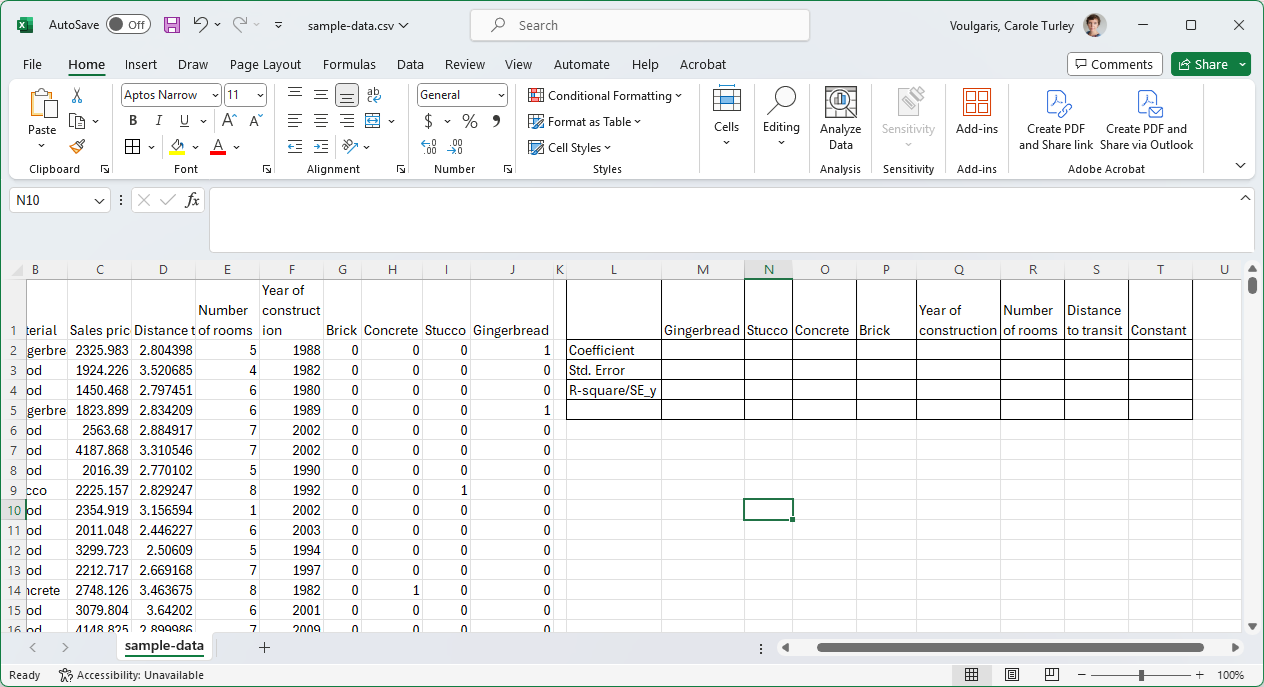 AutoSave Off sample-data.csv Search Voulgaris, Carole Turley
File Home Insert Draw Page Layout Formulas Data Review View Automate Help Acrobat Comments Share
Paste Aptos Narrow 11 ab c General Conditional Formatting Cells Editing Analyze Data Sensitivity Add-ins Create PDF and Share link Create PDF and Share via Outlook
B I U A A $ % 9 Format as Table
A .00 .00 Cell Styles
Clipboard Font Alignment Number Styles Analysis Sensitivity Add-ins Adobe Acrobat
N10 fx
B C D E F G H I J K L M N O P Q R S T U
1 terial Sales pric Distance t Number of rooms Year of construct ion Brick Concrete Stucco Gingerbread Gingerbread Stucco Concrete Brick Year of construction Number of rooms Distance to transit Constant
2 gerbre 2325.983 2.804398 5 1988 0 0 0 1 Coefficient
3 od 1924.226 3.520685 4 1982 0 0 0 0 Std. Error
4 od 1450.468 2.797451 6 1980 0 0 0 0 R-square/SE_y
5 gerbre 1823.899 2.834209 6 1989 0 0 0 1
6 od 2563.68 2.884917 7 2002 0 0 0 0
7 od 4187.868 3.310546 7 2002 0 0 0 0
8 od 2016.39 2.770102 5 1990 0 0 0 0
9 cco 2225.157 2.829247 8 1992 0 0 1 0
10 od 2354.919 3.156594 1 2002 0 0 0 0
11 od 2011.048 2.446227 6 2003 0 0 0 0
12 od 3299.723 2.50609 5 1994 0 0 0 0
13 od 2212.717 2.669168 7 1997 0 0 0 0
14 ncrete 2748.126 3.463675 8 1982 0 1 0 0
15 od 3079.804 3.64202 6 2001 0 0 0 0
16 od 4148.825 2.899986 7 2009 0 0 0 0
sample-data
Ready Accessibility: Unavailable 100%